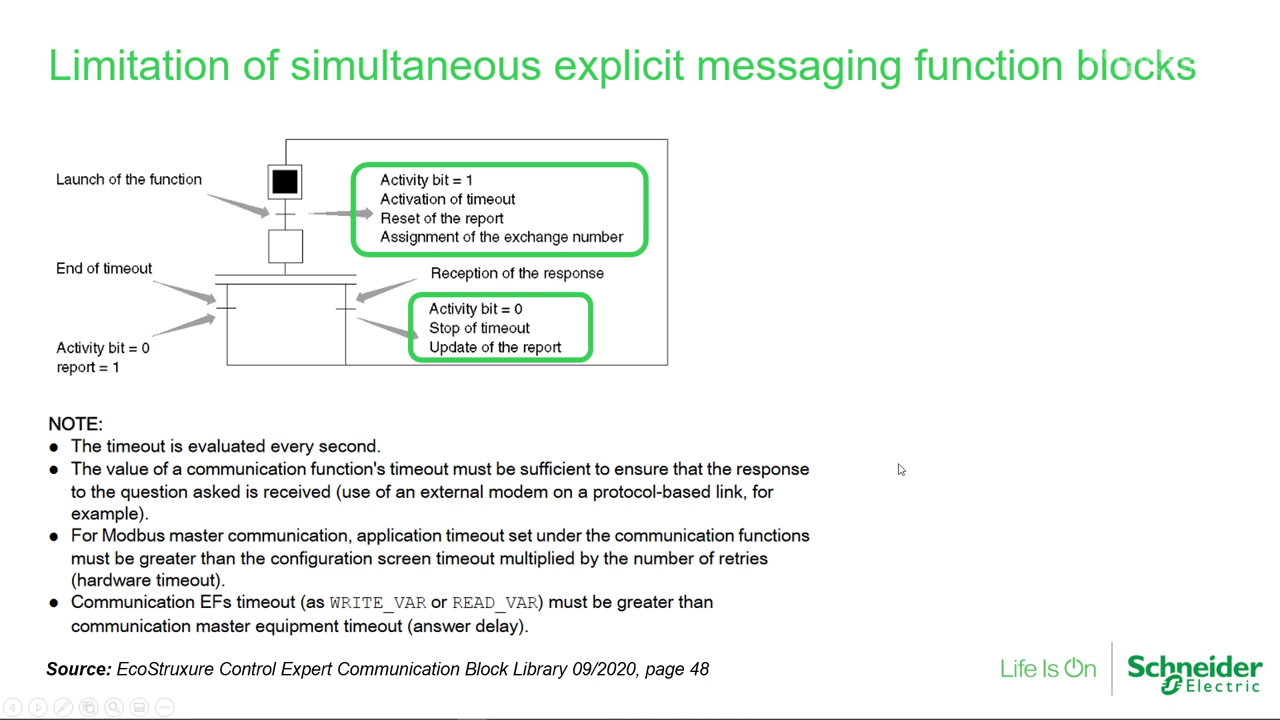 Limitation of simultaneous explicit messaging function blocks
Launch of the function
Activity bit = 1
Activation of timeout
Reset of the report
Assignment of the exchange number
End of timeout
Reception of the response
Activity bit = 0
Stop of timeout
Update of the report
Activity bit = 0
report = 1
NOTE:
● The timeout is evaluated every second.
● The value of a communication function's timeout must be sufficient to ensure that the response
to the question asked is received (use of an external modem on a protocol-based link, for
example).
● For Modbus master communication, application timeout set under the communication functions
must be greater than the configuration screen timeout multiplied by the number of retries
(hardware timeout).
● Communication EFs timeout (as WRITE_VAR or READ_VAR) must be greater than
communication master equipment timeout (answer delay).
Source: EcoStruxure Control Expert Communication Block Library 09/2020, page 48
Life Is On
Schneider
Electric